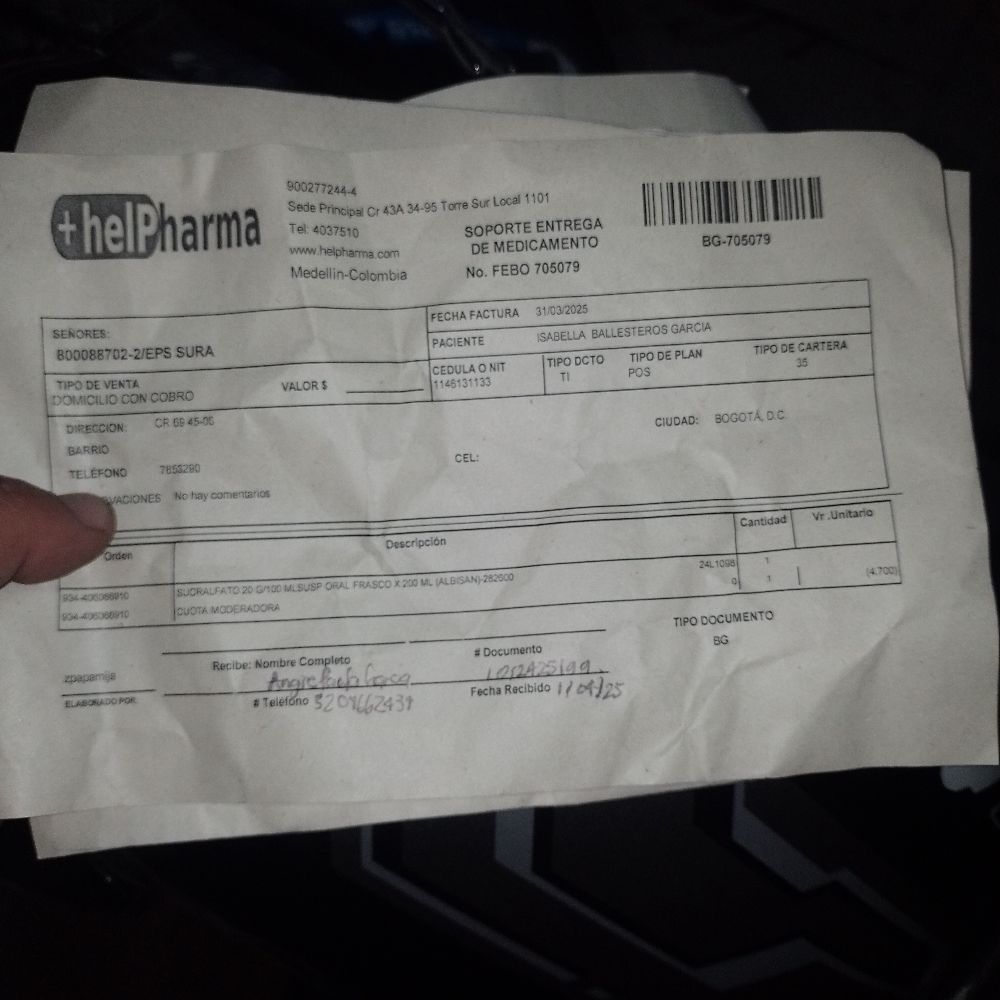 +helPharma
900277244-4
Sede Principal Cr 43A 34-95 Torre Sur Local 1101
Tel: 4037510
www.helpharma.com
Medellin-Colombia
SOPORTE ENTREGA
DE MEDICAMENTO
No. FEBO 705079
BG-705079
SEÑORES:
800088702-2/EPS SURA
FECHA FACTURA 31/03/2025
PACIENTE ISABELLA BALLESTEROS GARCIA
TIPO DE VENTA
DOMICILIO CON COBRO
VALOR $
CEDULA O NIT
1146131133
TIPO DCTO
TI
TIPO DE PLAN
POS
TIPO DE CARTERA
35
DIRECCION: CR 69 45-06
CIUDAD: BOGOTÁ, D.C.
BARRIO
CEL:
TELÉFONO 7853290
VACIONES No hay comentarios
Orden Descripción Cantidad Vr .Unitario
934-406068910 SUCRALFATO 20 G/100 ML SUSP ORAL FRASCO X 200 ML (ALBISAN)-282600 24L1098 1
934-406068910 CUOTA MODERADORA 0 1 (4.700)
TIPO DOCUMENTO
BG
Recibe: Nombre Completo # Documento
zpapamija
ELABORADO POR
# Teléfono
Fecha Recibido